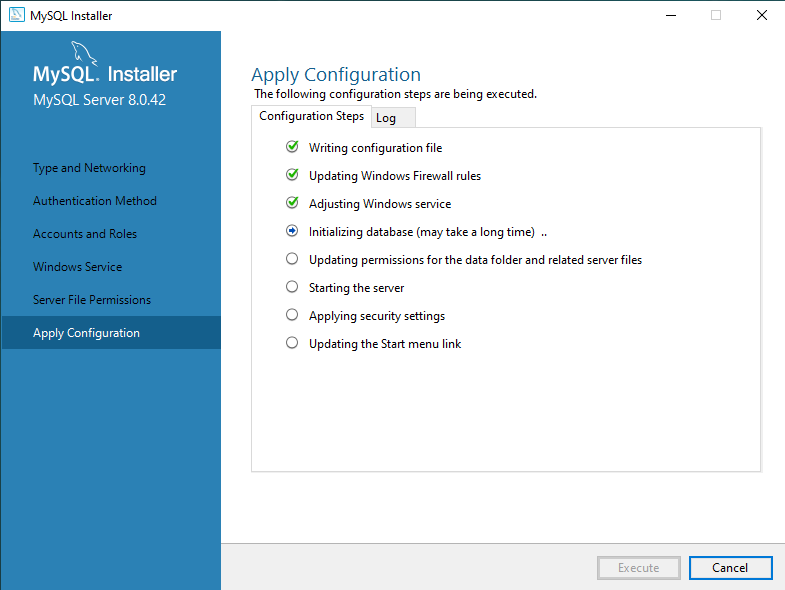 MySQL Installer
MySQL. Installer
MySQL Server 8.0.42
Type and Networking
Authentication Method
Accounts and Roles
Windows Service
Server File Permissions
Apply Configuration
Apply Configuration
The following configuration steps are being executed.
Configuration Steps Log
Writing configuration file
Updating Windows Firewall rules
Adjusting Windows service
Initializing database (may take a long time) ..
Updating permissions for the data folder and related server files
Starting the server
Applying security settings
Updating the Start menu link
Execute Cancel